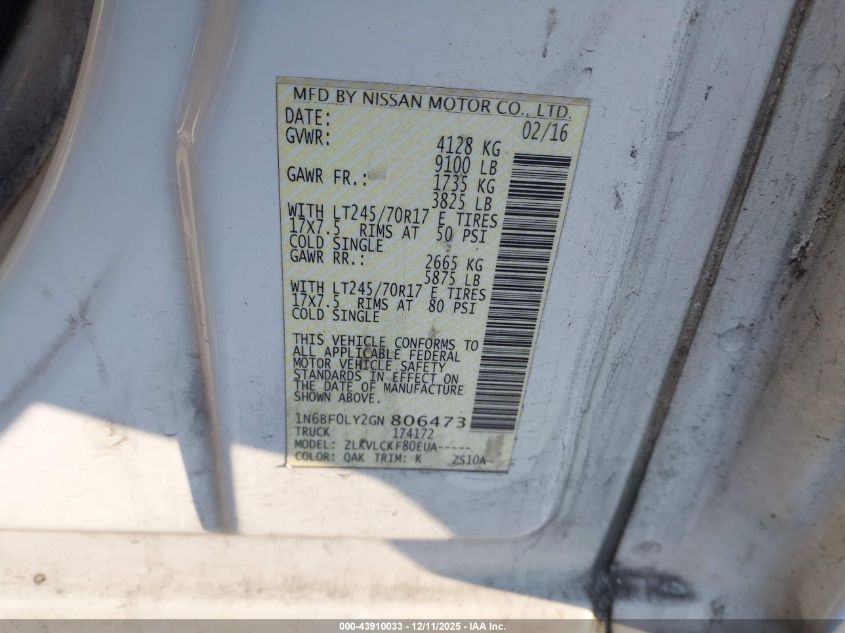 MFD BY NISSAN MOTOR CO., LTD.
DATE: 02/16
GVWR: 4128 KG
9100 LB
GAWR FR.: 1735 KG
3825 LB
WITH LT245/70R17 E TIRES
17X7.5 RIMS AT 50 PSI
COLD SINGLE
GAWR RR.: 2665 KG
5875 LB
WITH LT245/70R17 E TIRES
17X7.5 RIMS AT 80 PSI
COLD SINGLE
THIS VEHICLE CONFORMS TO
ALL APPLICABLE FEDERAL
MOTOR VEHICLE SAFETY
STANDARDS IN EFFECT ON
THE DATE OF MANUFACTURE
SHOWN ABOVE.
1N6BF0LY2GN 806473
TRUCK 174172
MODEL: ZLRVLCKF80EUA-----
COLOR: QAK TRIM: K ZS10A
000-43910033 - 12/11/2025 - IAA Inc.